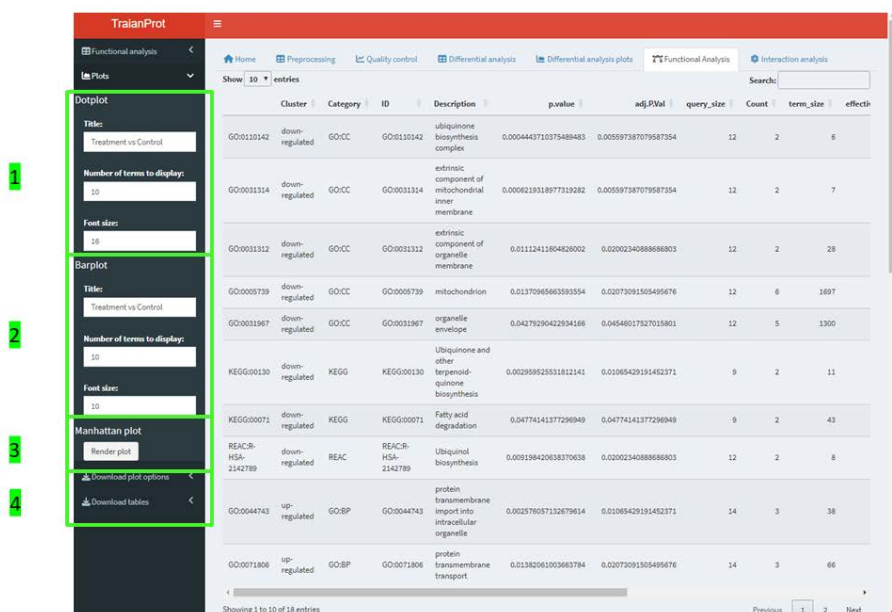 TraianProt
Functional analysis
Plots
Dotplot
Title:
Treatment vs Control
Number of terms to display:
10
Font size:
16
Barplot
Title:
Treatment vs Control
Number of terms to display:
10
Font size:
10
Manhattan plot
Render plot
Download plot options
Download tables
1
2
3
4
Home Preprocessing Quality control Differential analysis Differential analysis plots Functional Analysis Interaction analysis
Show 10 entries Search:
Cluster Category ID Description p.value adj.P.Val query_size Count term_size effectiv
GO:0110142 down-regulated GO:CC GO:0110142 ubiquinone biosynthesis complex 0.0004443710375489483 0.005597387079587354 12 2 6
GO:0031314 down-regulated GO:CC GO:0031314 extrinsic component of mitochondrial inner membrane 0.0006219318977319282 0.005597387079587354 12 2 7
GO:0031312 down-regulated GO:CC GO:0031312 extrinsic component of organelle membrane 0.01112411604826002 0.02002340888686803 12 2 28
GO:0005739 down-regulated GO:CC GO:0005739 mitochondrion 0.01370965663593554 0.02073091505495676 12 6 1697
GO:0031967 down-regulated GO:CC GO:0031967 organelle envelope 0.04279290422934166 0.04546017527015801 12 5 1300
KEGG:00130 down-regulated KEGG KEGG:00130 Ubiquinone and other terpenoid-quinone biosynthesis 0.002959525531812141 0.01065429191452371 9 2 11
KEGG:00071 down-regulated KEGG KEGG:00071 Fatty acid degradation 0.04774141377296949 0.04774141377296949 9 2 43
REAC:R-HSA-2142789 down-regulated REAC REAC:R-HSA-2142789 Ubiquinol biosynthesis 0.009198420638370638 0.02002340888686803 12 2 8
GO:0044743 up-regulated GO:BP GO:0044743 protein transmembrane import into intracellular organelle 0.002576057132679614 0.01065429191452371 14 3 38
GO:0071806 up-regulated GO:BP GO:0071806 protein transmembrane transport 0.01382061003663784 0.02073091505495676 14 3 66
Showing 1 to 10 of 18 entries Previous 1 2 Next